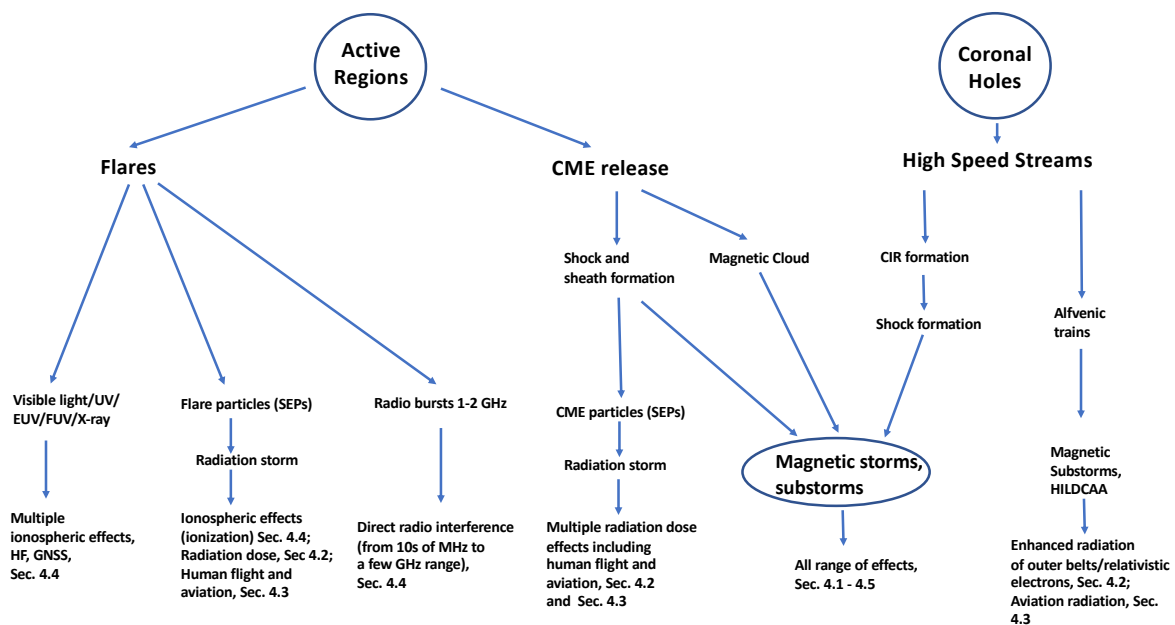 Active
Regions
Coronal
Holes
Flares
CME release
High Speed Streams
Shock and
sheath formation
Magnetic Cloud
CIR formation
Shock formation
Alfvenic
trains
Visible light/UV/
EUV/FUV/X-ray
Flare particles (SEPs)
Radio bursts 1-2 GHz
CME particles (SEPs)
Radiation storm
Radiation storm
Magnetic storms,
substorms
Magnetic
Substorms,
HILDCAA
Multiple
ionospheric effects,
HF, GNSS,
Sec. 4.4
Ionospheric effects
(ionization) Sec. 4.4;
Radiation dose, Sec 4.2;
Human flight and
aviation, Sec. 4.3
Direct radio interference
(from 10s of MHz to
a few GHz range),
Sec. 4.4
Multiple radiation dose
effects including
human flight and
aviation, Sec. 4.2
and Sec. 4.3
All range of effects,
Sec. 4.1 - 4.5
Enhanced radiation
of outer belts/relativistic
electrons, Sec. 4.2;
Aviation radiation, Sec.
4.3